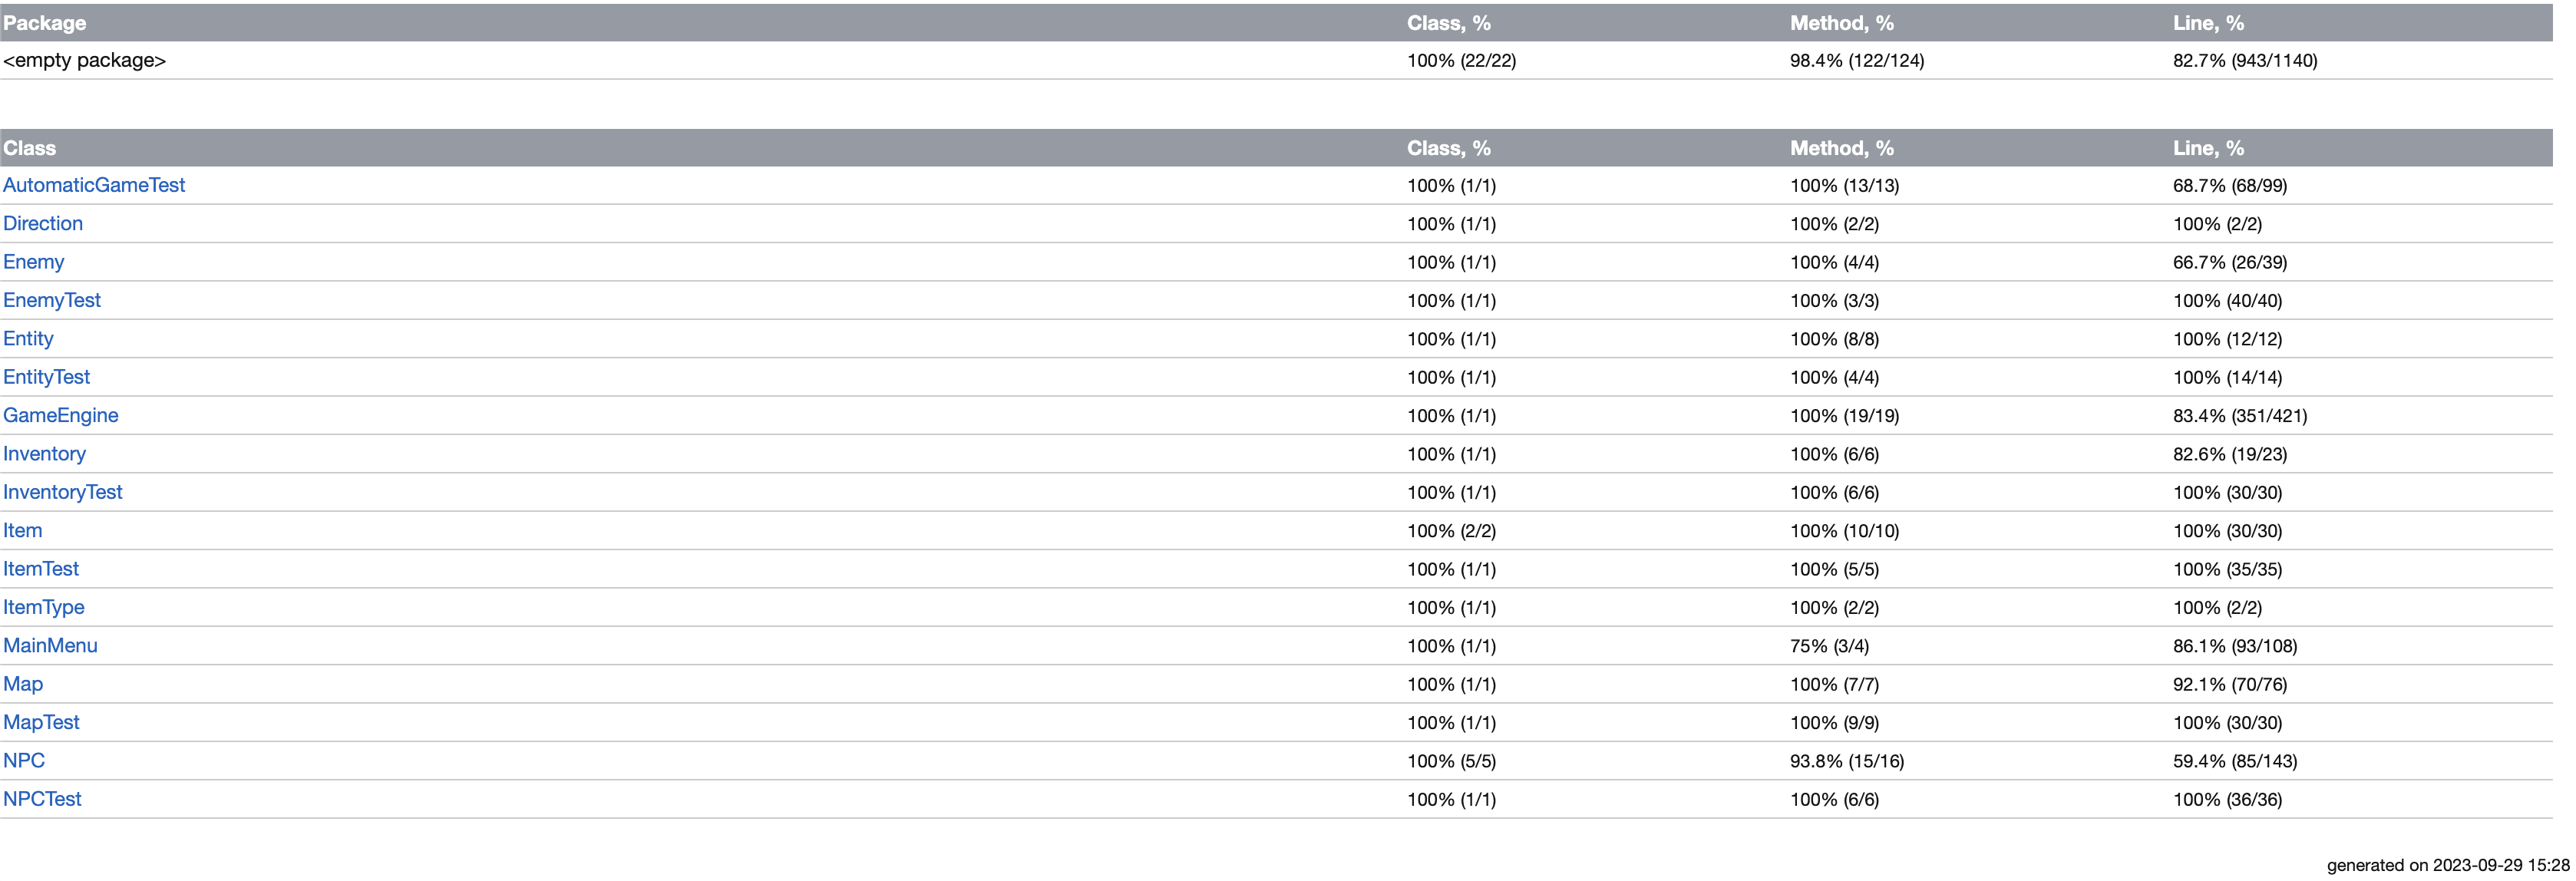 Package Class, % Method, % Line, %
<empty package> 100% (22/22) 98.4% (122/124) 82.7% (943/1140)
Class Class, % Method, % Line, %
AutomaticGameTest 100% (1/1) 100% (13/13) 68.7% (68/99)
Direction 100% (1/1) 100% (2/2) 100% (2/2)
Enemy 100% (1/1) 100% (4/4) 66.7% (26/39)
EnemyTest 100% (1/1) 100% (3/3) 100% (40/40)
Entity 100% (1/1) 100% (8/8) 100% (12/12)
EntityTest 100% (1/1) 100% (4/4) 100% (14/14)
GameEngine 100% (1/1) 100% (19/19) 83.4% (351/421)
Inventory 100% (1/1) 100% (6/6) 82.6% (19/23)
InventoryTest 100% (1/1) 100% (6/6) 100% (30/30)
Item 100% (2/2) 100% (10/10) 100% (30/30)
ItemTest 100% (1/1) 100% (5/5) 100% (35/35)
ItemType 100% (1/1) 100% (2/2) 100% (2/2)
MainMenu 100% (1/1) 75% (3/4) 86.1% (93/108)
Map 100% (1/1) 100% (7/7) 92.1% (70/76)
MapTest 100% (1/1) 100% (9/9) 100% (30/30)
NPC 100% (5/5) 93.8% (15/16) 59.4% (85/143)
NPCTest 100% (1/1) 100% (6/6) 100% (36/36)
generated on 2023-09-29 15:28